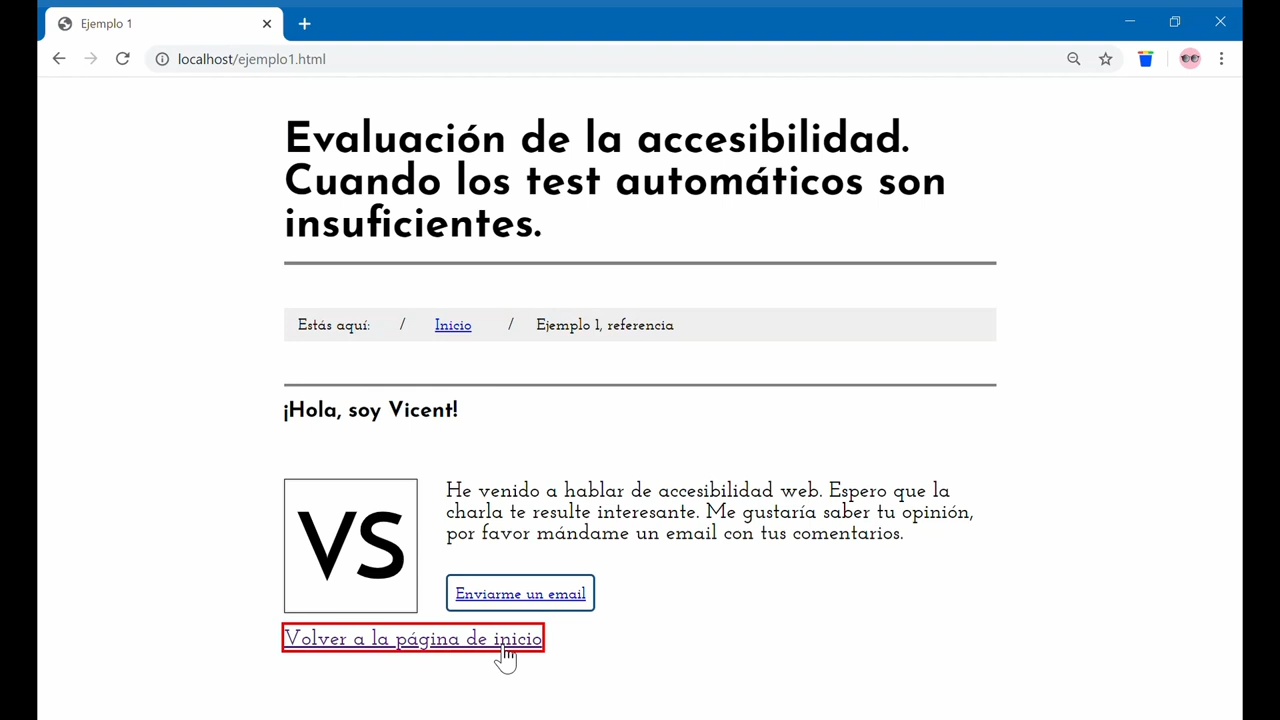 Ejemplo 1
localhost/ejemplo1.html
Evaluación de la accesibilidad.
Cuando los test automáticos son
insuficientes.
Estás aquí: / Inicio / Ejemplo 1, referencia
¡Hola, soy Vicent!
VS
He venido a hablar de accesibilidad web. Espero que la
charla te resulte interesante. Me gustaría saber tu opinión,
por favor mándame un email con tus comentarios.
Enviarme un email
Volver a la página de inicio